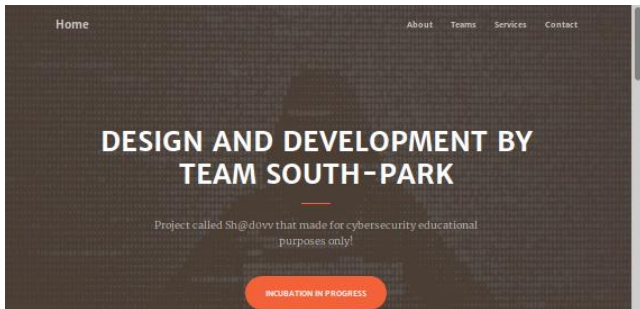 Home
About Teams Services Contact
DESIGN AND DEVELOPMENT BY
TEAM SOUTH-PARK
Project called Sh@d0vv that made for cybersecurity educational
purposes only!
INCUBATION IN PROGRESS